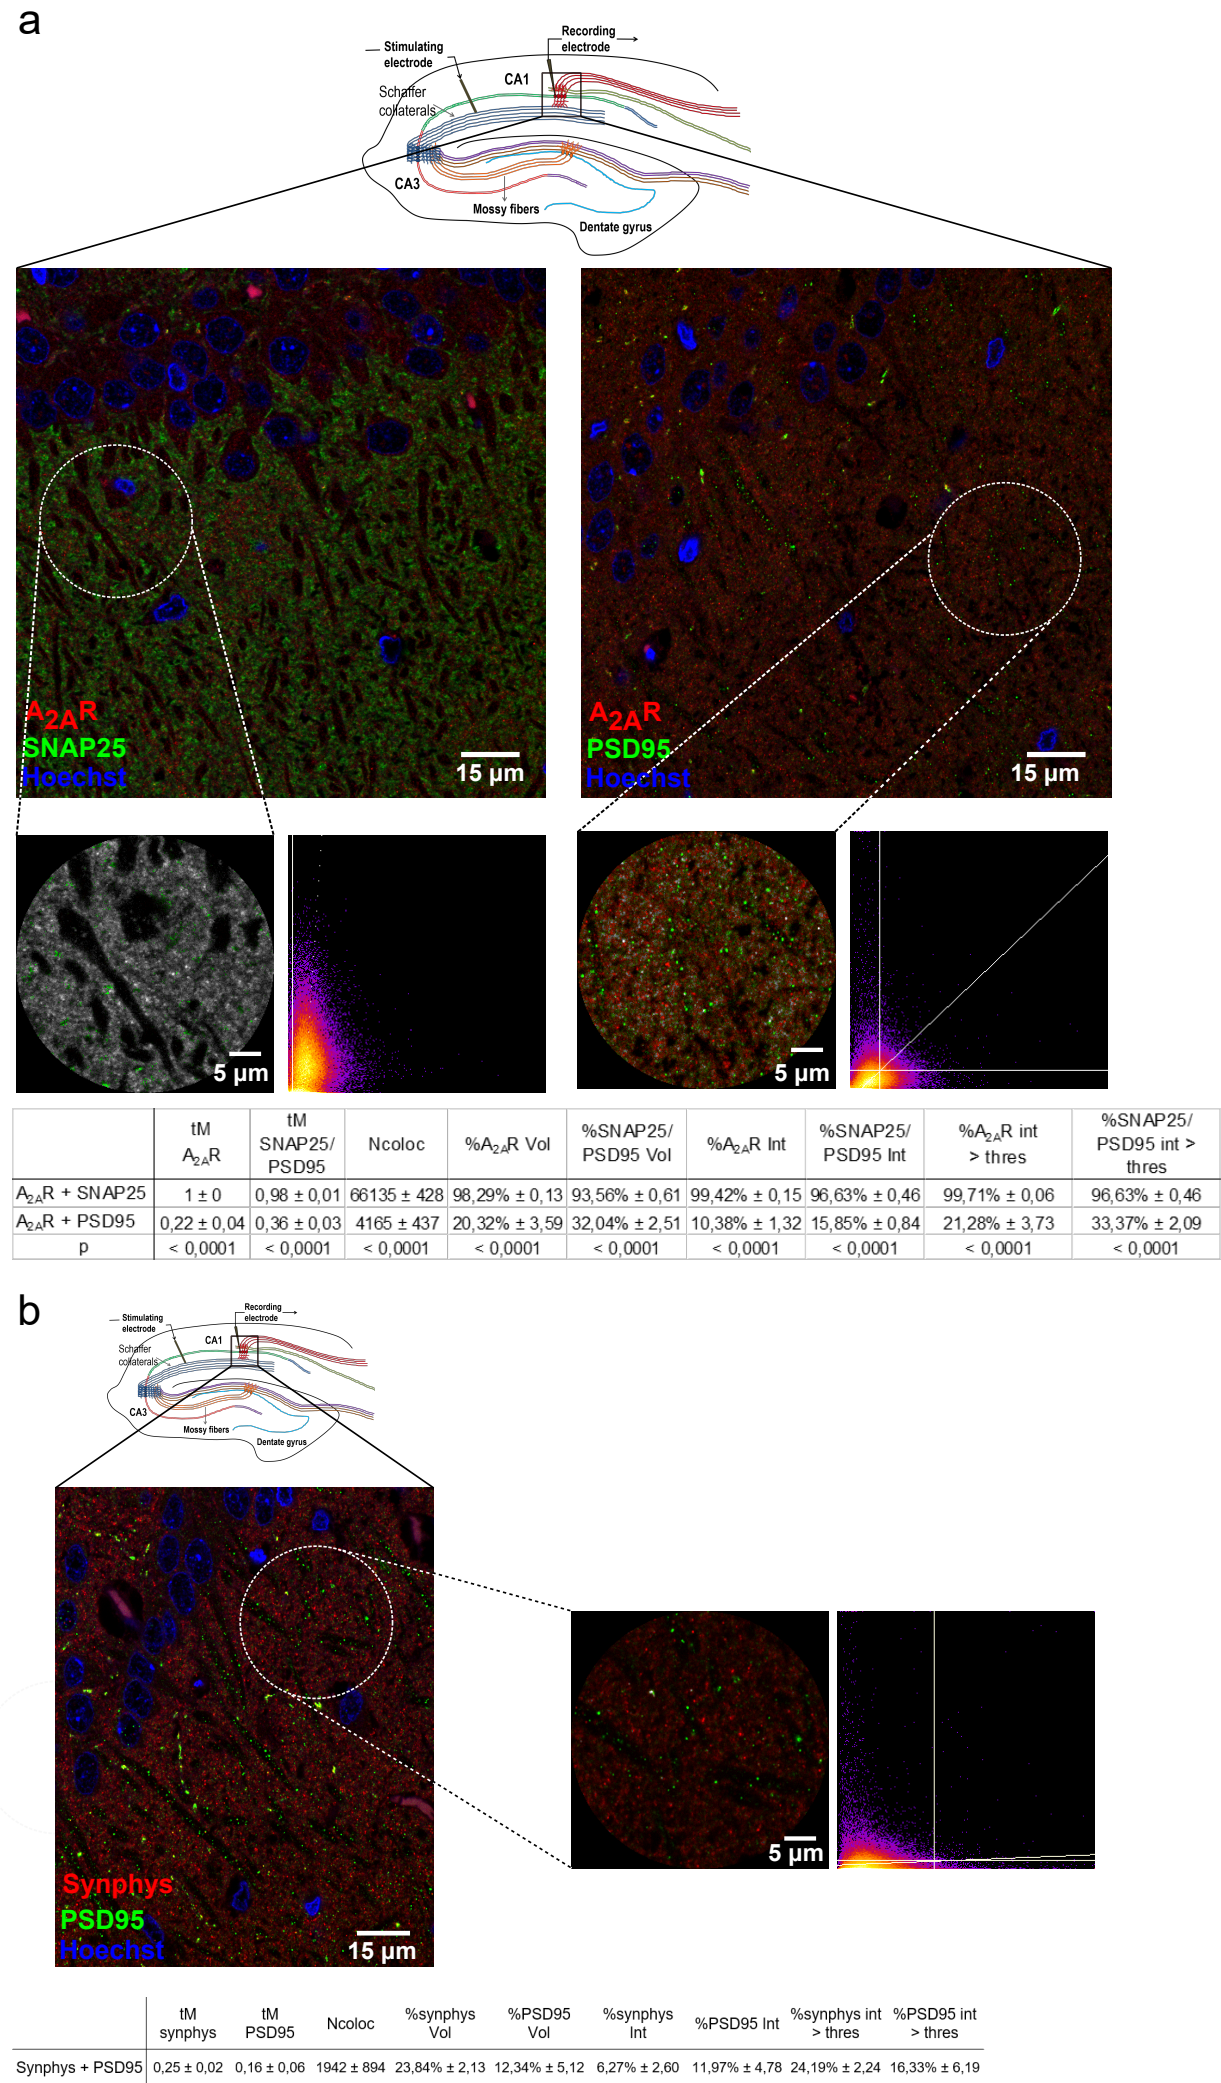 a
Recording
electrode
Stimulating
electrode
CA1
Schaffer
collaterals
CA3
Mossy fibers
Dentate gyrus
A2AR
SNAP25
Hoechst
15 µm
A2AR
PSD95
Hoechst
15 µm
5 µm
5 µm
tM A2AR	tM SNAP25/ PSD95	Ncoloc	%A2AR Vol	%SNAP25/ PSD95 Vol	%A2AR Int	%SNAP25/ PSD95 Int	%A2AR int > thres	%SNAP25/ PSD95 int > thres
A2AR + SNAP25	1 ± 0	0,98 ± 0,01	66135 ± 428	98,29% ± 0,13	93,56% ± 0,61	99,42% ± 0,15	96,63% ± 0,46	99,71% ± 0,06	96,63% ± 0,46
A2AR + PSD95	0,22 ± 0,04	0,36 ± 0,03	4165 ± 437	20,32% ± 3,59	32,04% ± 2,51	10,38% ± 1,32	15,85% ± 0,84	21,28% ± 3,73	33,37% ± 2,09
p	< 0,0001	< 0,0001	< 0,0001	< 0,0001	< 0,0001	< 0,0001	< 0,0001	< 0,0001	< 0,0001
b
Recording
electrode
Stimulating
electrode
CA1
Schaffer
collaterals
CA3
Mossy fibers
Dentate gyrus
Synphys
PSD95
Hoechst
15 µm
5 µm
tM synphys	tM PSD95	Ncoloc	%synphys Vol	%PSD95 Vol	%synphys Int	%PSD95 Int	%synphys int > thres	%PSD95 int > thres
Synphys + PSD95	0,25 ± 0,02	0,16 ± 0,06	1942 ± 894	23,84% ± 2,13	12,34% ± 5,12	6,27% ± 2,60	11,97% ± 4,78	24,19% ± 2,24	16,33% ± 6,19